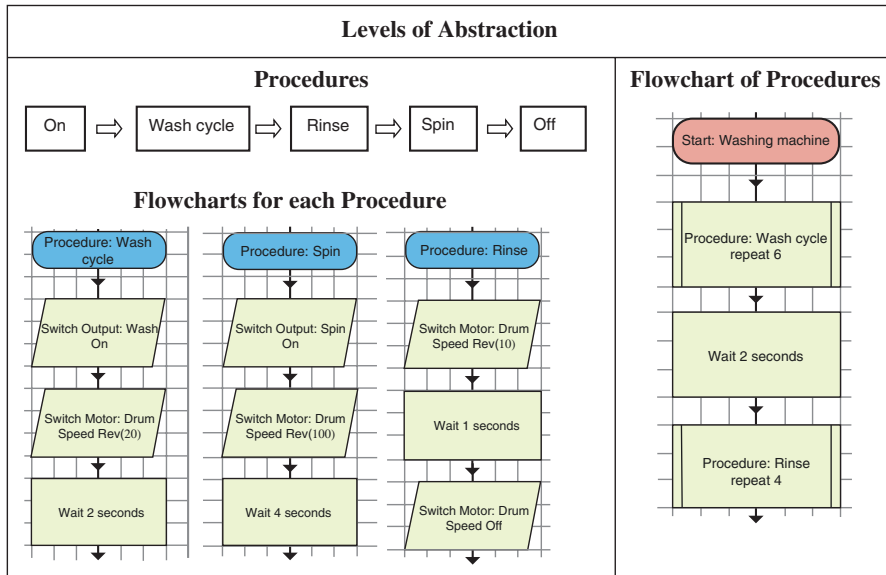 Levels of Abstraction
Procedures
On
Wash cycle
Rinse
Spin
Off
Flowcharts for each Procedure
Procedure: Wash
cycle
Switch Output: Wash
On
Switch Motor: Drum
Speed Rev(20)
Wait 2 seconds
Procedure: Spin
Switch Output: Spin
On
Switch Motor: Drum
Speed Rev(100)
Wait 4 seconds
Procedure: Rinse
Switch Motor: Drum
Speed Rev(10)
Wait 1 seconds
Switch Motor: Drum
Speed Off
Flowchart of Procedures
Start: Washing machine
Procedure: Wash cycle
repeat 6
Wait 2 seconds
Procedure: Rinse
repeat 4